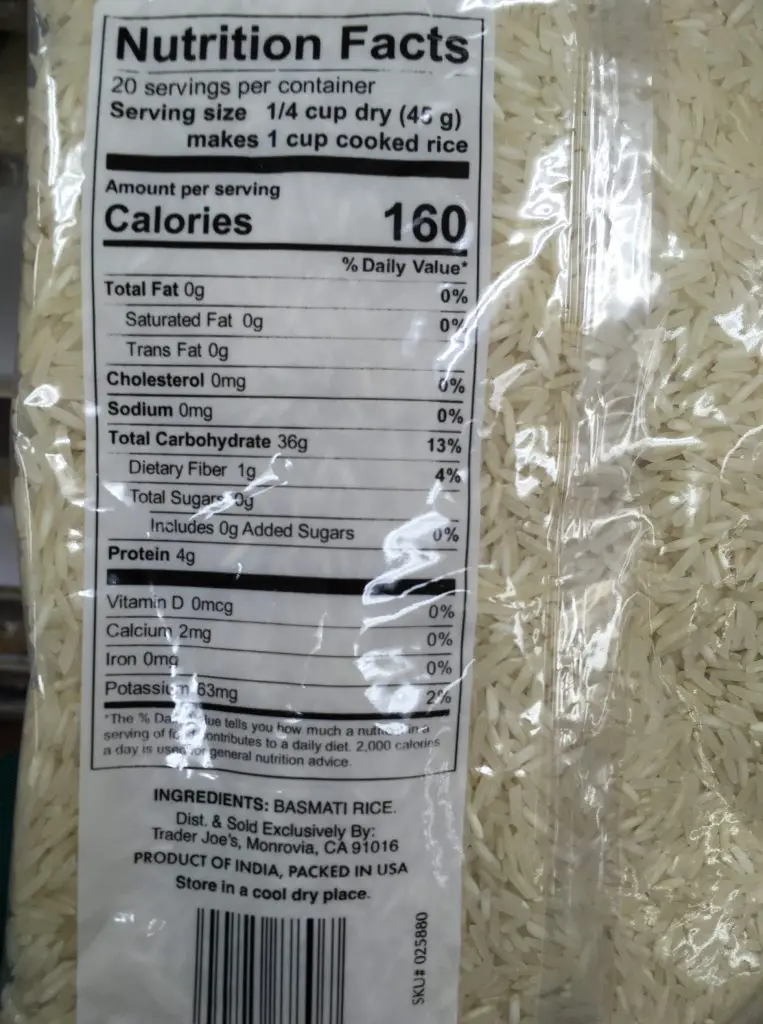 Nutrition Facts
20 servings per container
Serving size 1/4 cup dry (45 g)
makes 1 cup cooked rice
Amount per serving
Calories 160
% Daily Value*
Total Fat 0g 0%
Saturated Fat 0g 0%
Trans Fat 0g
Cholesterol 0mg 0%
Sodium 0mg 0%
Total Carbohydrate 36g 13%
Dietary Fiber 1g 4%
Total Sugars 0g
Includes 0g Added Sugars 0%
Protein 4g
Vitamin D 0mcg 0%
Calcium 2mg 0%
Iron 0mg 0%
Potassium 63mg 2%
*The % Daily Value tells you how much a nutrient in a
serving of food contributes to a daily diet. 2,000 calories
a day is used for general nutrition advice.
INGREDIENTS: BASMATI RICE.
Dist. & Sold Exclusively By:
Trader Joe's, Monrovia, CA 91016
PRODUCT OF INDIA, PACKED IN USA
Store in a cool dry place.
SKU# 025880